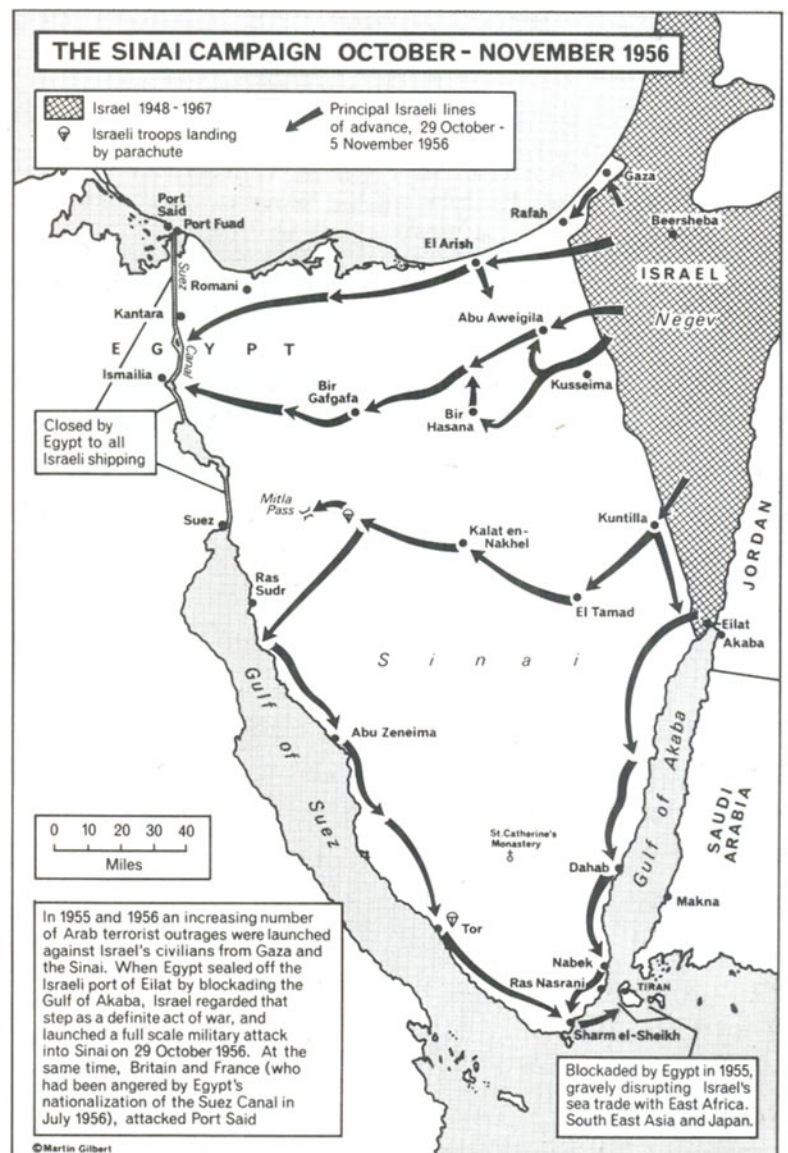 THE SINAI CAMPAIGN OCTOBER - NOVEMBER 1956
Israel 1948 - 1967
Israeli troops landing
by parachute
Principal Israeli lines
of advance, 29 October -
5 November 1956
Gaza
Port
Said
Port Fuad
Rafah
Beersheba
El Arish
ISRAEL
Suez
Romani
Negev
Kantara
Abu Aweigila
EGYPT
Canal
Ismailia
Bir
Gafgafa
Kusseima
Bir
Hasana
Closed by
Egypt to all
Israeli shipping
Mitla
Pass
Suez
Kuntilla
Kalat en-
Nakhel
JORDAN
Ras
Sudr
El Tamad
Eilat
Akaba
Sinai
Gulf of Suez
Gulf of Akaba
Abu Zeneima
SAUDI
ARABIA
0 10 20 30 40
Miles
St. Catherine's
Monastery
Dahab
Makna
In 1955 and 1956 an increasing number
of Arab terrorist outrages were launched
against Israel's civilians from Gaza and
the Sinai. When Egypt sealed off the
Israeli port of Eilat by blockading the
Gulf of Akaba, Israel regarded that
step as a definite act of war, and
launched a full scale military attack
into Sinai on 29 October 1956. At the
same time, Britain and France (who
had been angered by Egypt's
nationalization of the Suez Canal in
July 1956), attacked Port Said
Tor
Nabek
Ras Nasrani
TIRAN
Sharm el-Sheikh
Blockaded by Egypt in 1955,
gravely disrupting Israel's
sea trade with East Africa.
South East Asia and Japan.
©Martin Gilbert